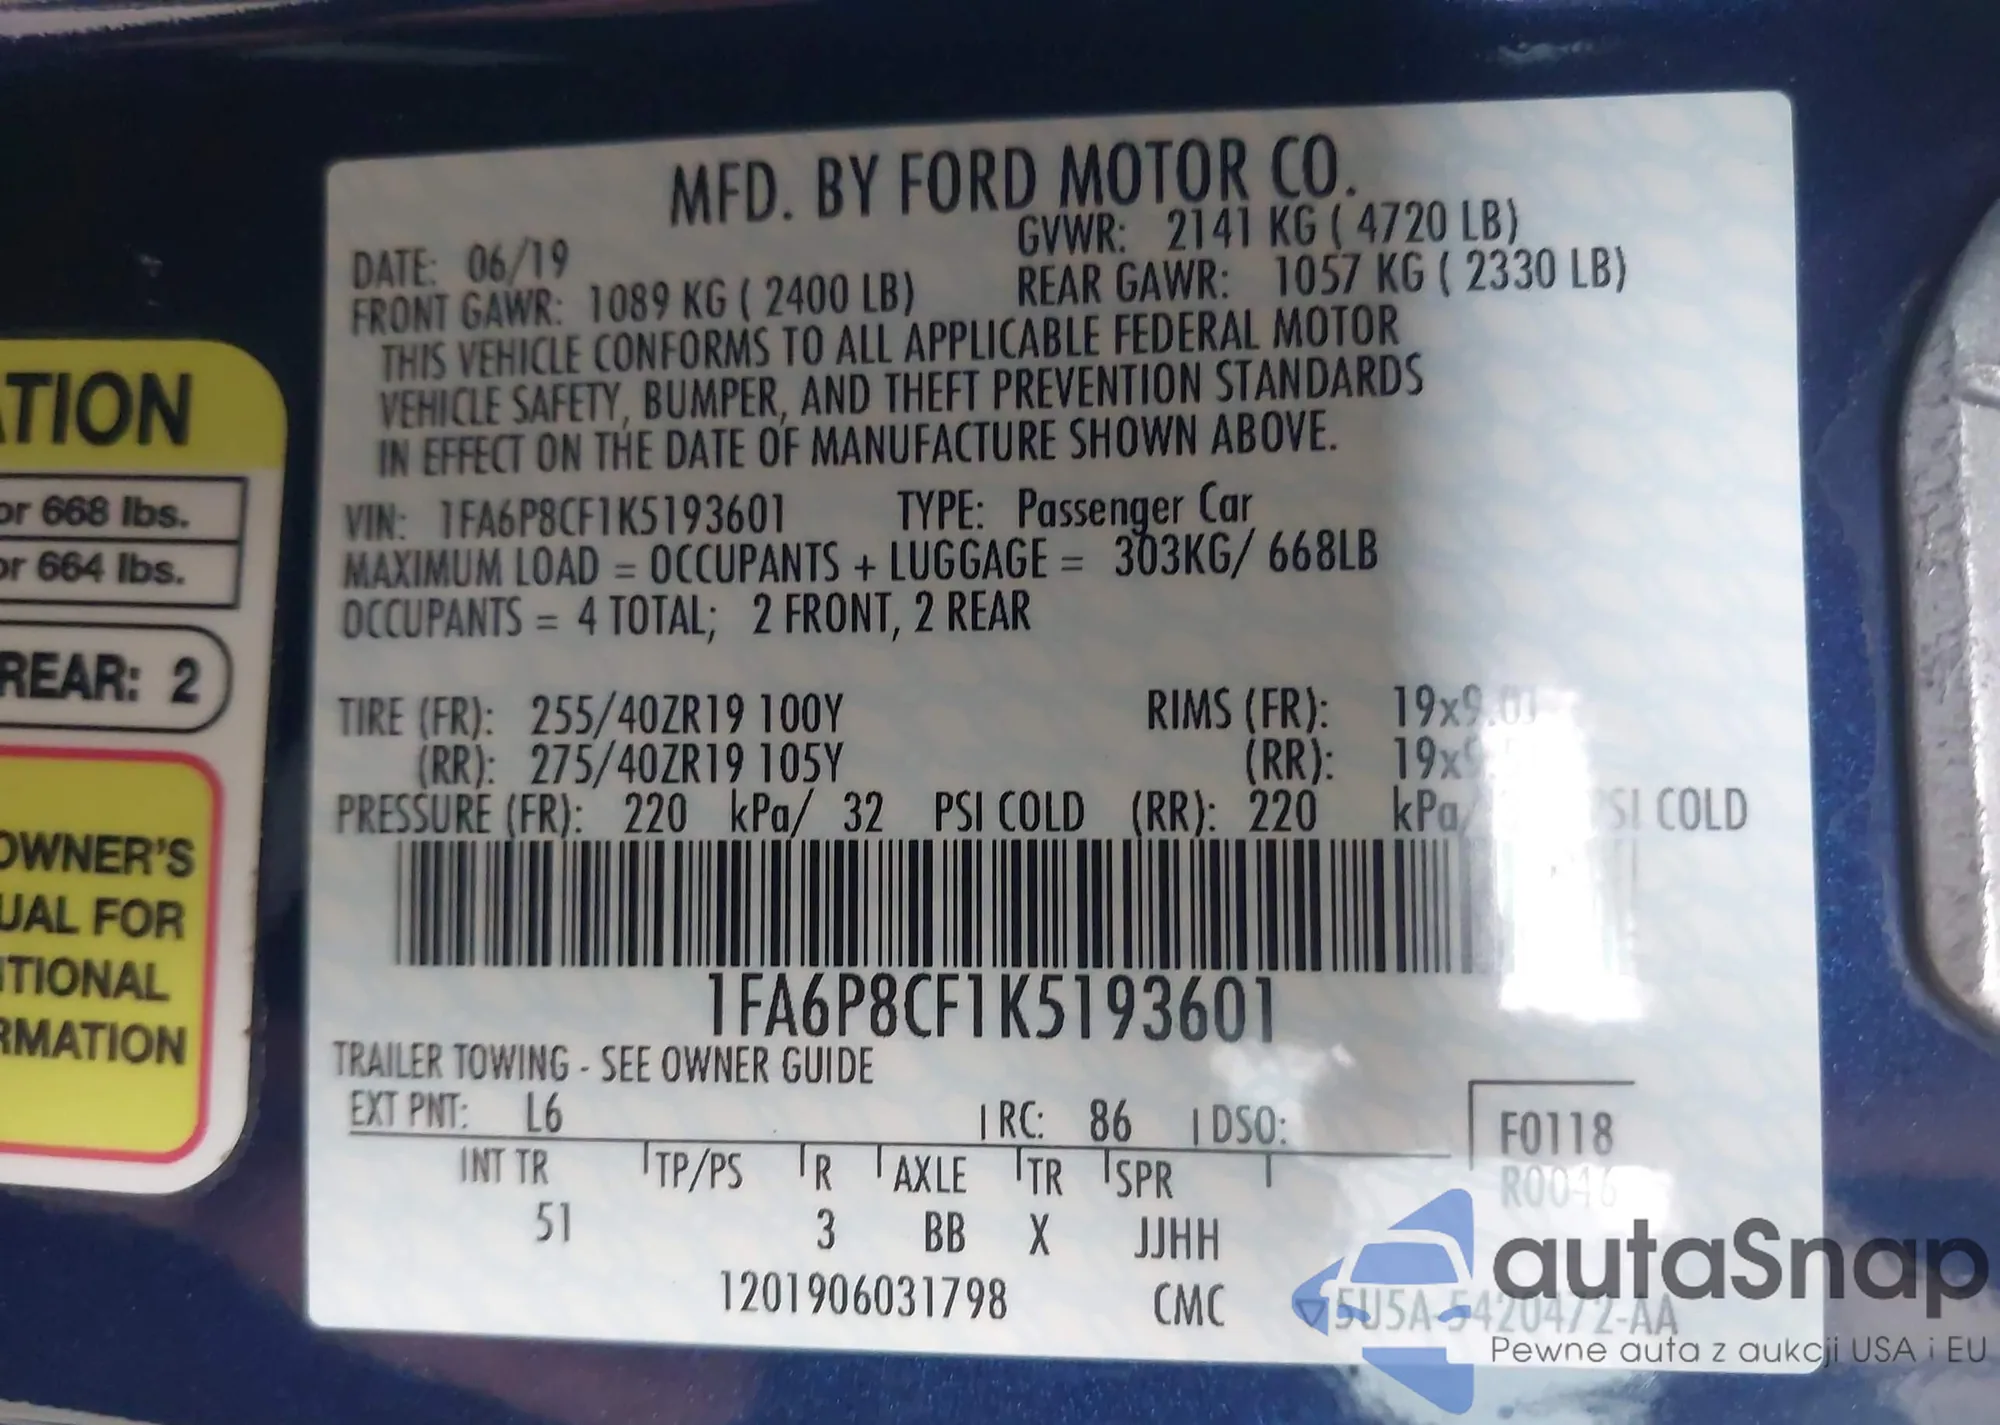 MFD. BY FORD MOTOR CO.
DATE: 06/19 GVWR: 2141 KG ( 4720 LB)
FRONT GAWR: 1089 KG ( 2400 LB) REAR GAWR: 1057 KG ( 2330 LB)
THIS VEHICLE CONFORMS TO ALL APPLICABLE FEDERAL MOTOR
VEHICLE SAFETY, BUMPER, AND THEFT PREVENTION STANDARDS
IN EFFECT ON THE DATE OF MANUFACTURE SHOWN ABOVE.
VIN: 1FA6P8CF1K5193601 TYPE: Passenger Car
MAXIMUM LOAD = OCCUPANTS + LUGGAGE = 303KG/ 668LB
OCCUPANTS = 4 TOTAL; 2 FRONT, 2 REAR
TIRE (FR): 255/40ZR19 100Y RIMS (FR):
(RR): 275/40ZR19 105Y (RR):
PRESSURE (FR): 220 kPa/ 32 PSI COLD (RR): 220 kPa/ PSI COLD
1FA6P8CF1K5193601
TRAILER TOWING - SEE OWNER GUIDE
EXT PNT: L6 RC: 86 DSO: F0118
INT TR TP/PS R AXLE TR SPR
51 3 BB X JJHH
1201906031798 CMC
ATION
or 668 lbs.
or 664 lbs.
REAR: 2
OWNER'S
UAL FOR
ITIONAL
RMATION
autaSnap
Pewne auta z aukcji USA i EU